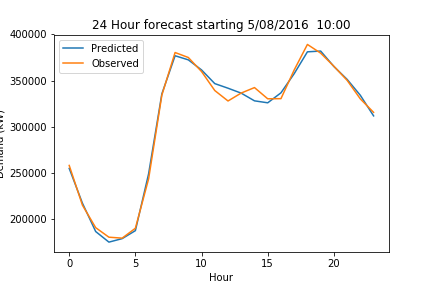 24 Hour forecast starting 5/08/2016  10:00
Predicted
Observed
400000
350000
300000
250000
200000
Demand (kW)
0
5
10
15
20
Hour